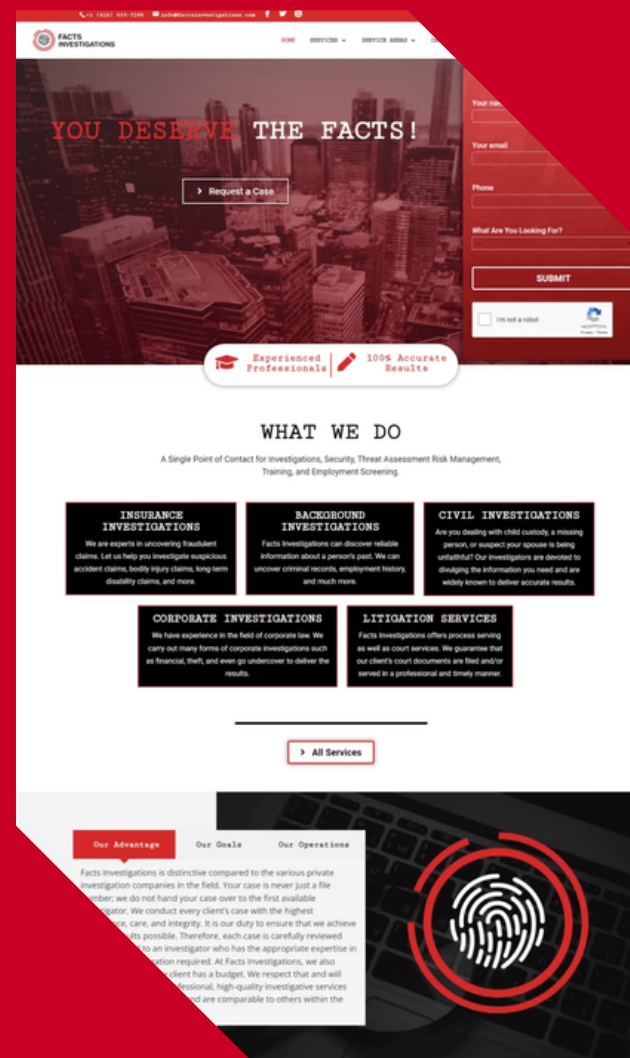 info@factsinvestigations.com
FACTS
INVESTIGATIONS
HOME SERVICES SERVICE AREAS
YOU DESERVE THE FACTS!
Request a Case
Your
Your email
Phone
What Are You Looking For?
SUBMIT
I'm not a robot
reCAPTCHA
Privacy - Terms
Experienced
Professionals
100% Accurate
Results
WHAT WE DO
A Single Point of Contact for Investigations, Security, Threat Assessment Risk Management,
Training, and Employment Screening.
INSURANCE
INVESTIGATIONS
We are experts in uncovering fraudulent
claims. Let us help you investigate suspicious
accident claims, bodily injury claims, long-term
disability claims, and more.
BACKGROUND
INVESTIGATIONS
Facts Investigations can discover reliable
information about a person's past. We can
uncover criminal records, employment history,
and much more.
CIVIL INVESTIGATIONS
Are you dealing with child custody, a missing
person, or suspect your spouse is being
unfaithful? Our investigators are devoted to
divulging the information you need and are
widely known to deliver accurate results.
CORPORATE INVESTIGATIONS
We have experience in the field of corporate law. We
carry out many forms of corporate investigations such
as financial, theft, and even go undercover to deliver the
results.
LITIGATION SERVICES
Facts Investigations offers process serving
as well as court services. We guarantee that
our client's court documents are filed and/or
served in a professional and timely manner.
All Services
Our Advantage Our Goals Our Operations
Facts Investigations is distinctive compared to the various private
investigation companies in the field. Your case is never just a file
; we do not hand your case over to the first available
. We conduct every client's case with the highest
, care, and integrity. It is our duty to ensure that we achieve
possible. Therefore, each case is carefully reviewed
to an investigator who has the appropriate expertise in
required. At Facts Investigations, we also
client has a budget. We respect that and will
, high-quality investigative services
and are comparable to others within the